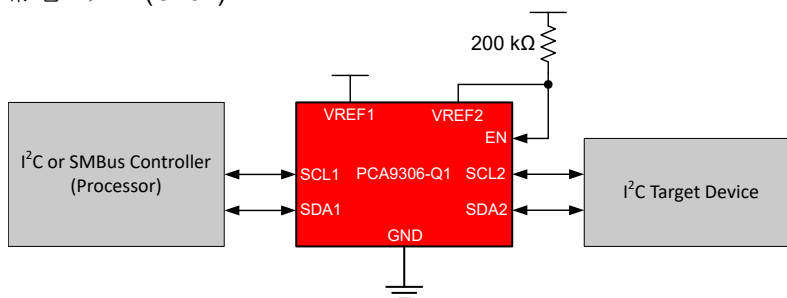 200 kΩ
VREF1
VREF2
EN
I²C or SMBus Controller
(Processor)
SCL1
PCA9306-Q1
SCL2
I²C Target Device
SDA1
SDA2
GND